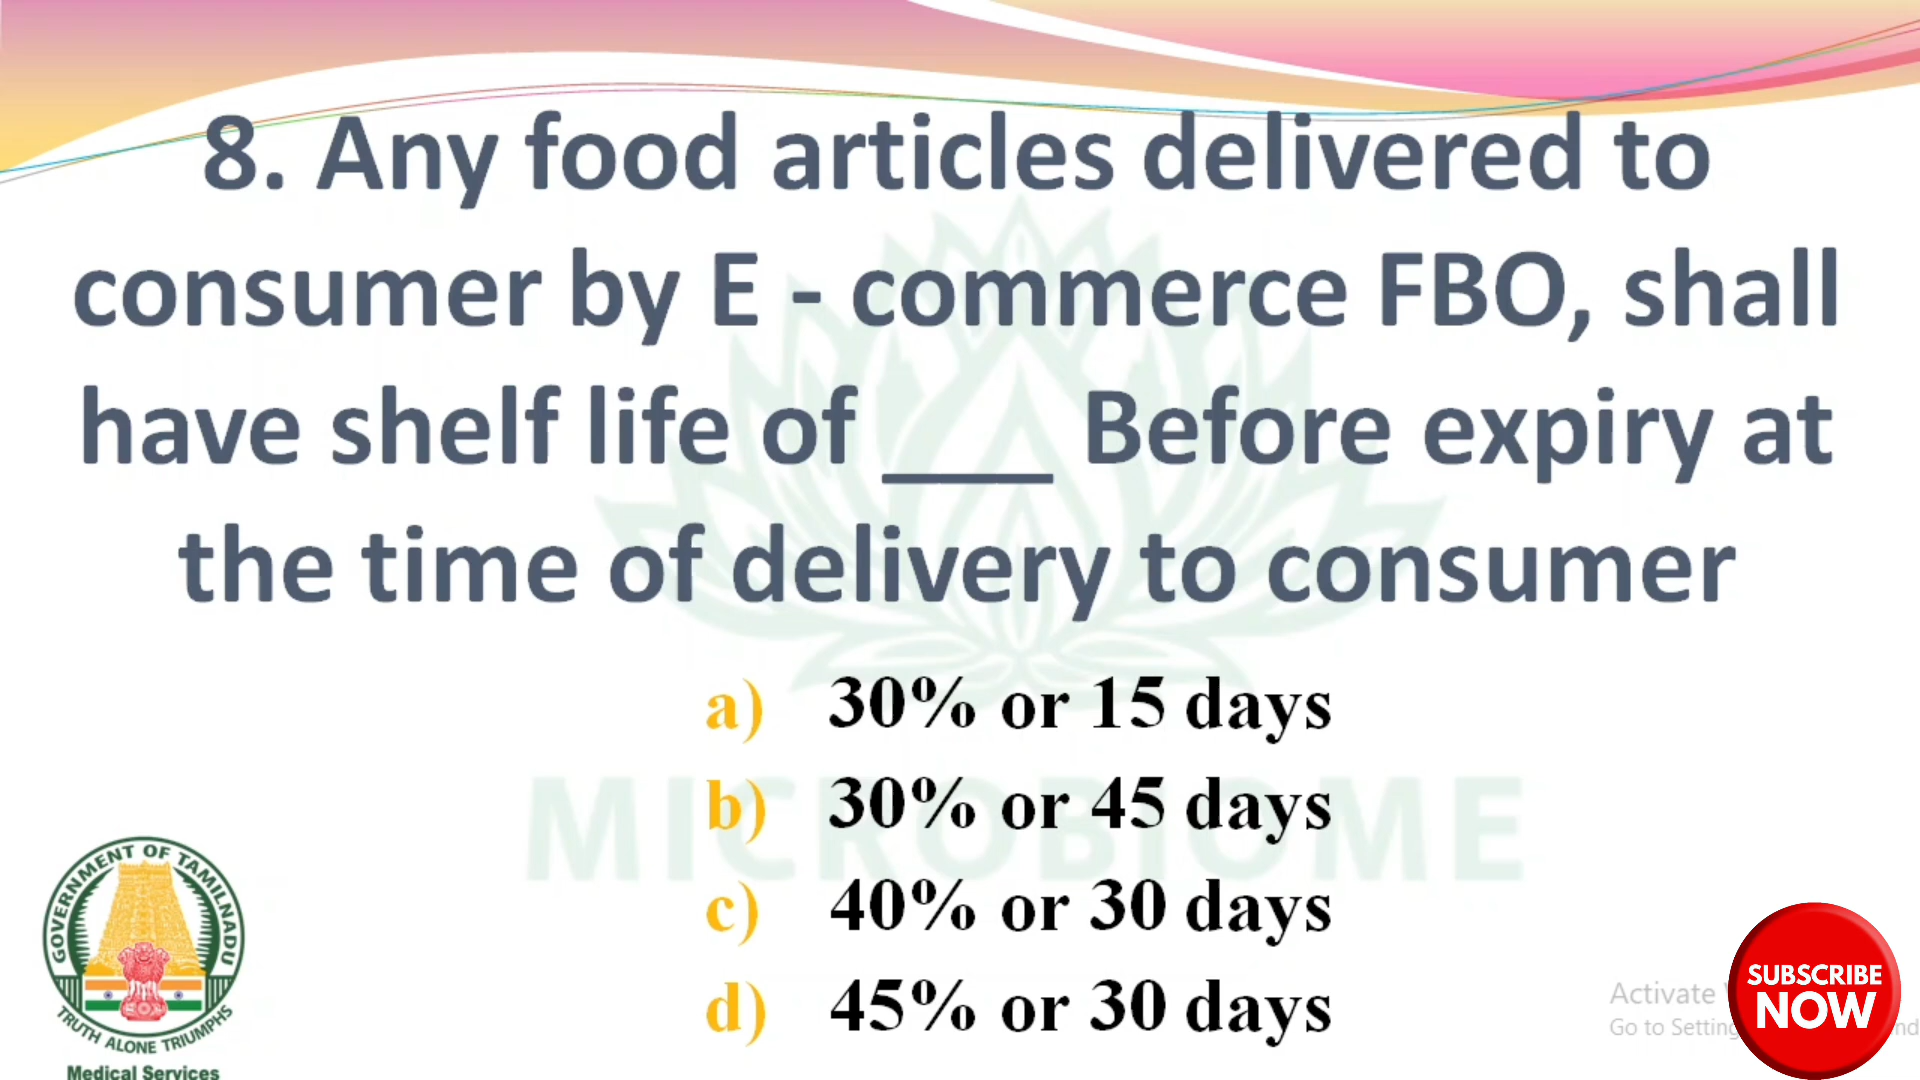 8. Any food articles delivered to
consumer by E - commerce FBO, shall
have shelf life of ____ Before expiry at
the time of delivery to consumer
a) 30% or 15 days
b) 30% or 45 days
c) 40% or 30 days
d) 45% or 30 days
MICROBIOME
GOVERNMENT OF TAMILNADU
TRUTH ALONE TRIUMPHS
Medical Services
Activate
Go to
SUBSCRIBE
NOW